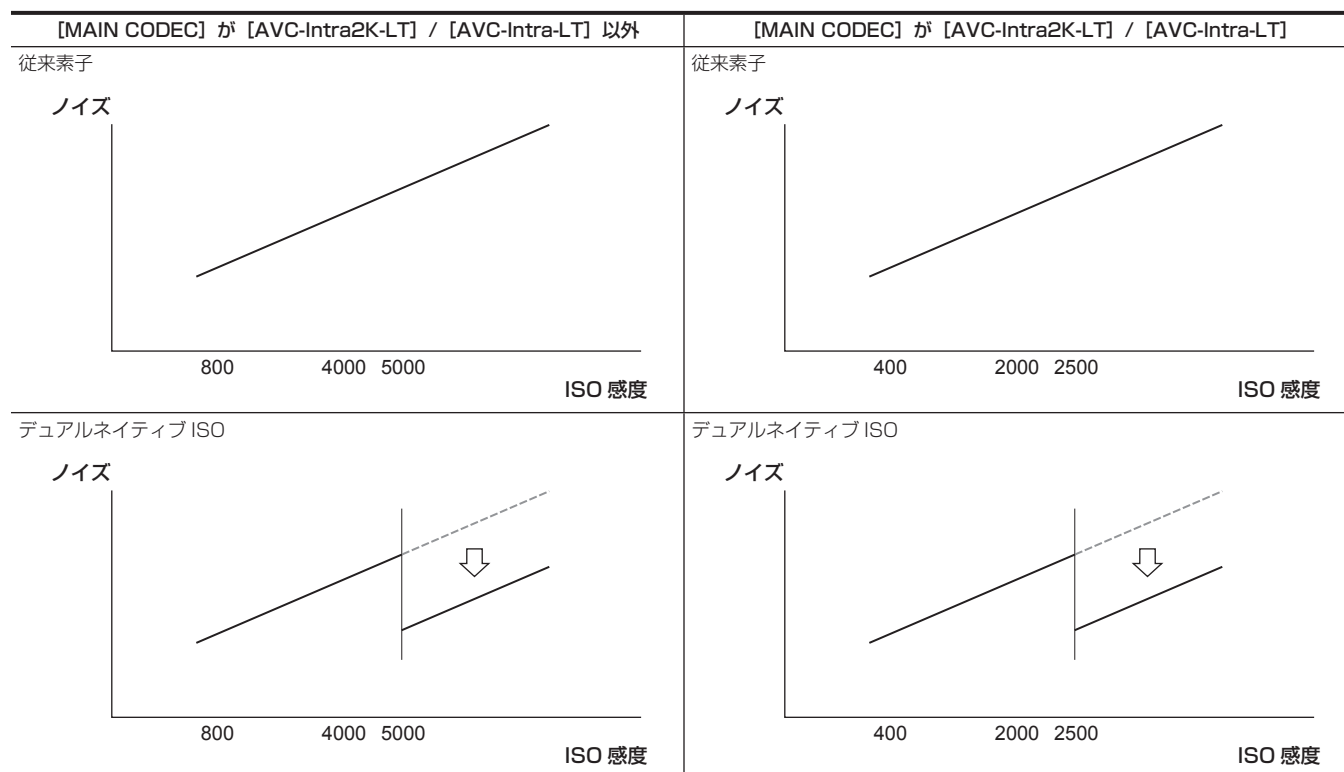 [MAIN CODEC] が [AVC-Intra2K-LT] / [AVC-Intra-LT] 以外
[MAIN CODEC] が [AVC-Intra2K-LT] / [AVC-Intra-LT]
従来素子
ノイズ
800 4000 5000
ISO 感度
従来素子
ノイズ
400 2000 2500
ISO 感度
デュアルネイティブ ISO
ノイズ
800 4000 5000
ISO 感度
デュアルネイティブ ISO
ノイズ
400 2000 2500
ISO 感度